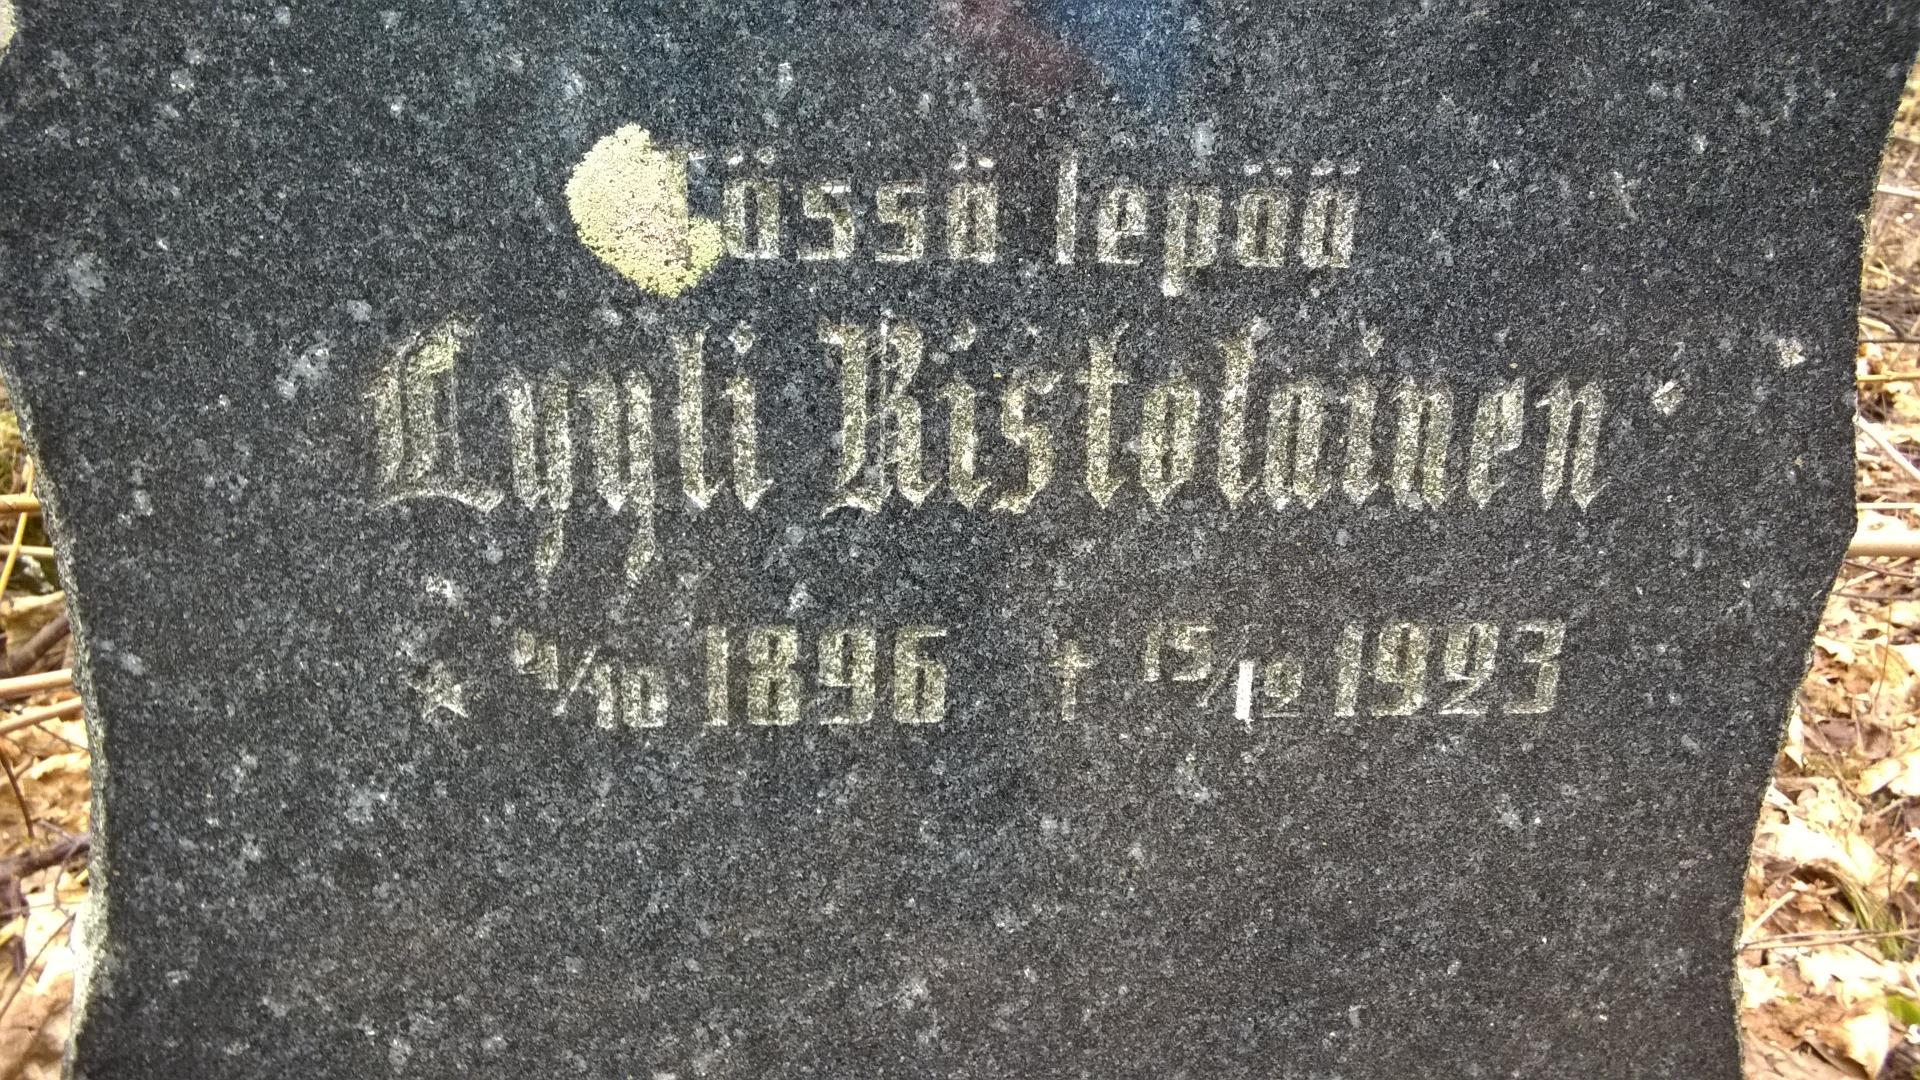 Tässä lepää
Lyyli Ristolainen
* 4/10 1896 † 15/12 1923